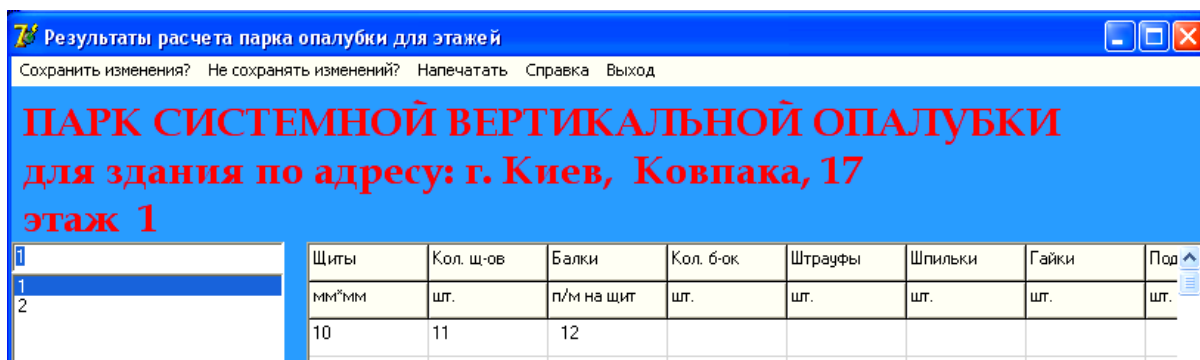 Результаты расчета парка опалубки для этажей
Сохранить изменения? Не сохранять изменений? Напечатать Справка Выход
ПАРК СИСТЕМНОЙ ВЕРТИКАЛЬНОЙ ОПАЛУБКИ
для здания по адресу: г. Киев, Ковпака, 17
этаж 1
1
1
2
Щиты Кол. щ-ов Балки Кол. б-ок Штрауфы Шпильки Гайки Под
мм*мм шт. п/м на щит шт. шт. шт. шт. шт.
10 11 12